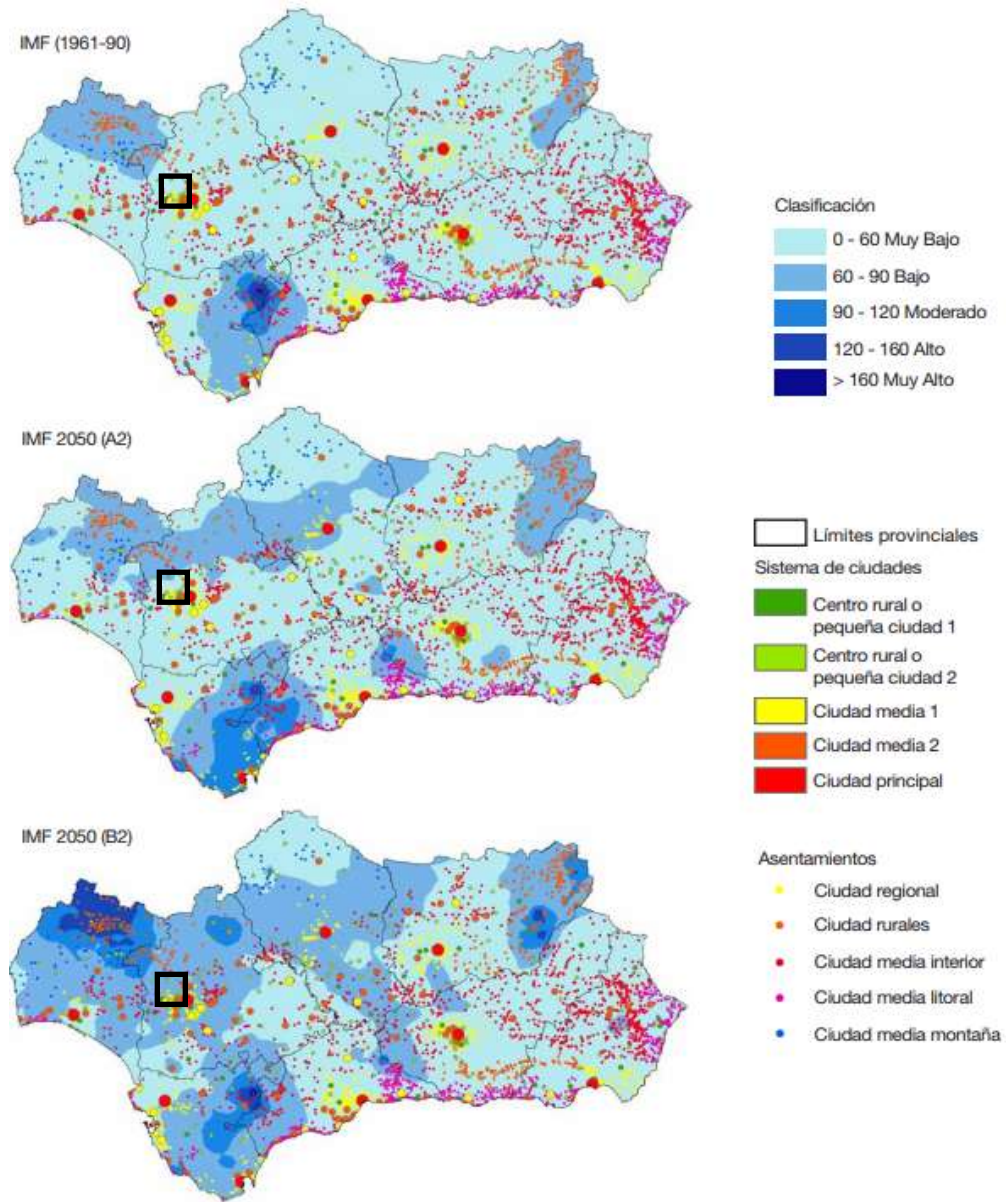 IMF (1961-90)
Clasificación
0 - 60 Muy Bajo
60 - 90 Bajo
90 - 120 Moderado
120 - 160 Alto
> 160 Muy Alto
IMF 2050 (A2)
Límites provinciales
Sistema de ciudades
Centro rural o
pequeña ciudad 1
Centro rural o
pequeña ciudad 2
Ciudad media 1
Ciudad media 2
Ciudad principal
IMF 2050 (B2)
Asentamientos
Ciudad regional
Ciudad rurales
Ciudad media interior
Ciudad media litoral
Ciudad media montaña